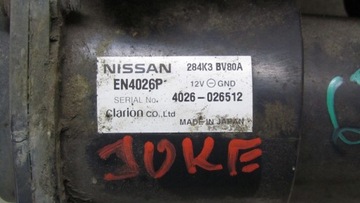 NISSAN 284K3 BV80A
EN4026P 12V ⊖ GND
SERIAL No. 4026-026512
Clarion CO.,Ltd
MADE IN JAPAN
JUKE